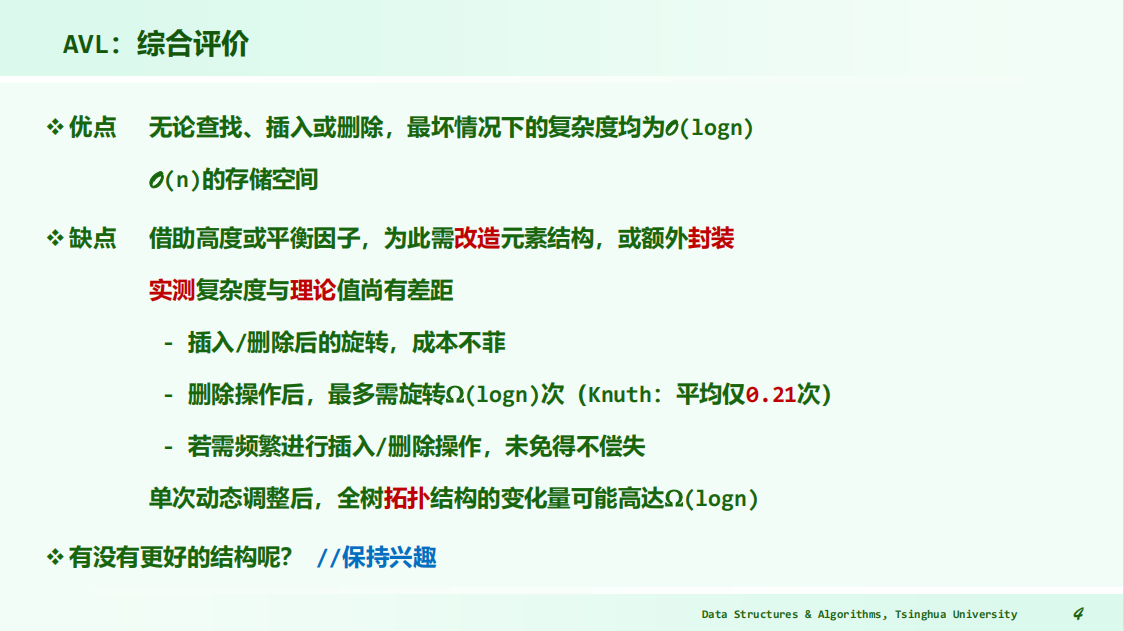 AVL：综合评价
❖ 优点 无论查找、插入或删除，最坏情况下的复杂度均为𝒪(logn)
𝒪(n)的存储空间
❖ 缺点 借助高度或平衡因子，为此需改造元素结构，或额外封装
实测复杂度与理论值尚有差距
- 插入/删除后的旋转，成本不菲
- 删除操作后，最多需旋转Ω(logn)次（Knuth：平均仅0.21次）
- 若需频繁进行插入/删除操作，未免得不偿失
单次动态调整后，全树拓扑结构的变化量可能高达Ω(logn)
❖ 有没有更好的结构呢？ //保持兴趣
Data Structures & Algorithms, Tsinghua University 4